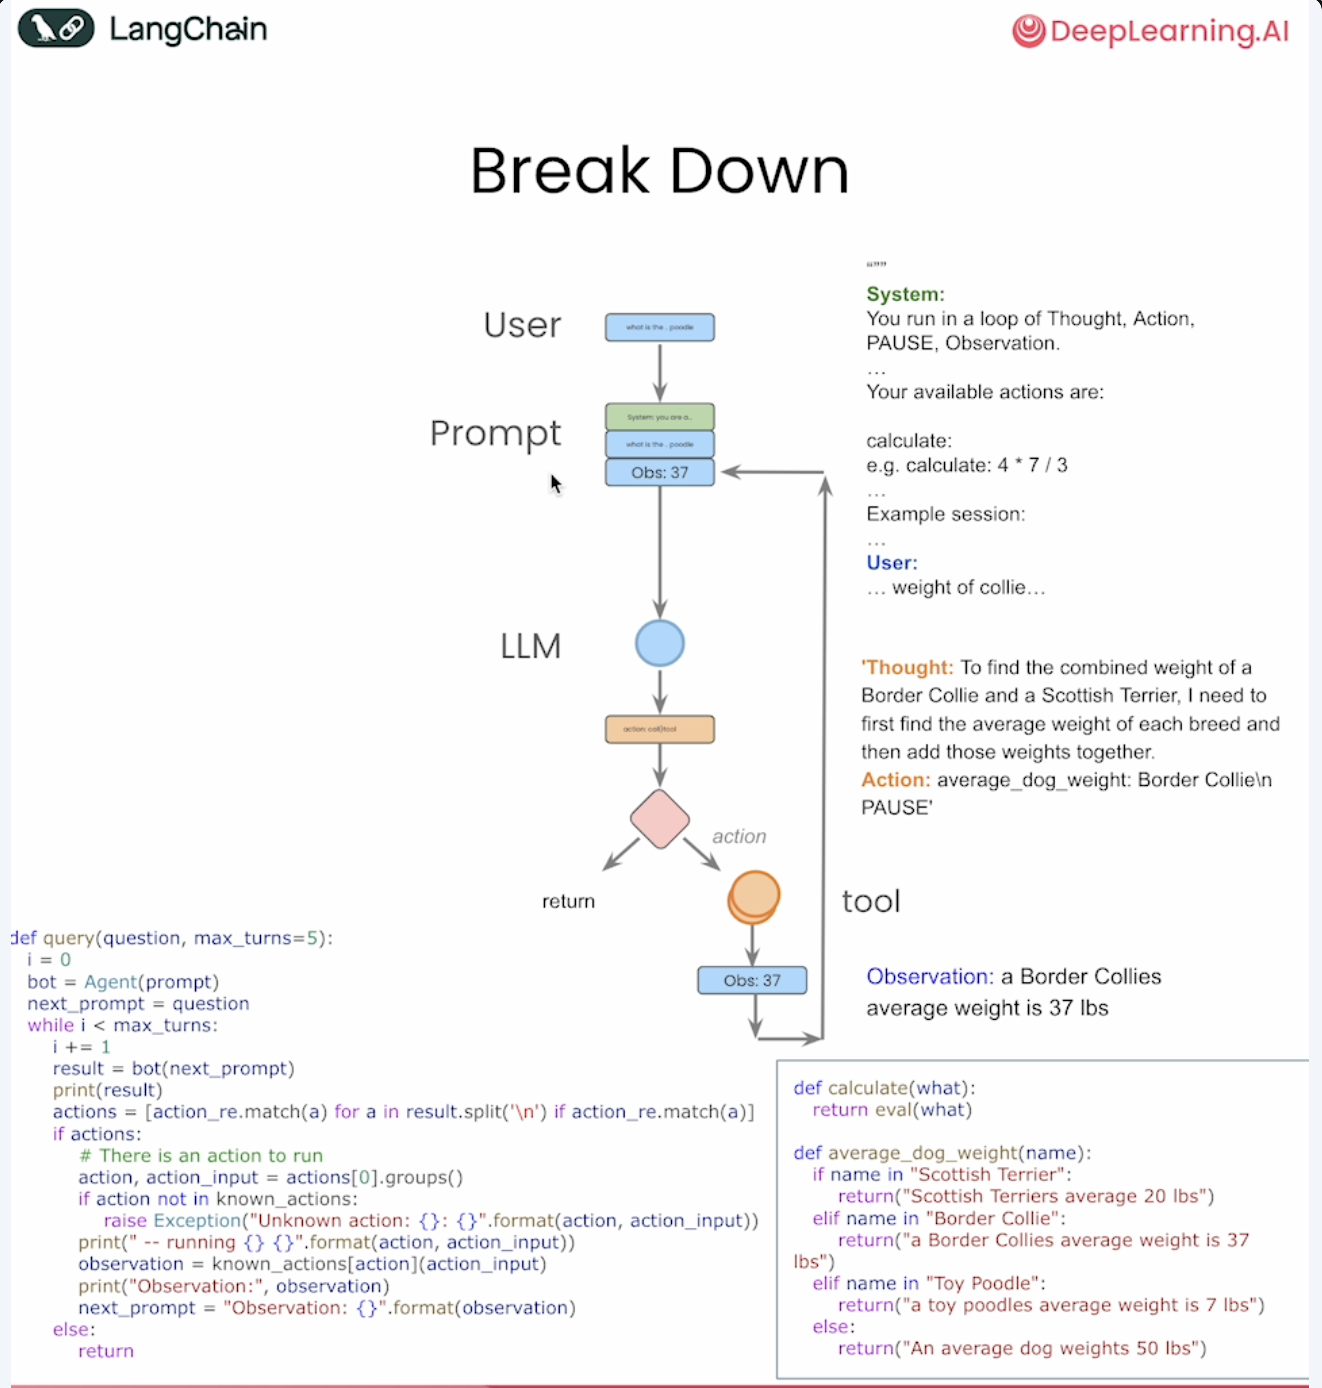 LangChain
DeepLearning.AI
Break Down
User
what is the .. poodle
Prompt
System: you are a...
what is the .. poodle
Obs: 37
LLM
action: call)tool
action
return
tool
Obs: 37
“””
System:
You run in a loop of Thought, Action,
PAUSE, Observation.
…
Your available actions are:
calculate:
e.g. calculate: 4 * 7 / 3
…
Example session:
…
User:
… weight of collie…
'Thought: To find the combined weight of a
Border Collie and a Scottish Terrier, I need to
first find the average weight of each breed and
then add those weights together.
Action: average_dog_weight: Border Collie\n
PAUSE'
Observation: a Border Collies
average weight is 37 lbs
def query(question, max_turns=5):
i = 0
bot = Agent(prompt)
next_prompt = question
while i < max_turns:
i += 1
result = bot(next_prompt)
print(result)
actions = [action_re.match(a) for a in result.split('\n') if action_re.match(a)]
if actions:
# There is an action to run
action, action_input = actions[0].groups()
if action not in known_actions:
raise Exception("Unknown action: {}: {}".format(action, action_input))
print(" -- running {} {}".format(action, action_input))
observation = known_actions[action](action_input)
print("Observation:", observation)
next_prompt = "Observation: {}".format(observation)
else:
return
def calculate(what):
return eval(what)
def average_dog_weight(name):
if name in "Scottish Terrier":
return("Scottish Terriers average 20 lbs")
elif name in "Border Collie":
return("a Border Collies average weight is 37
lbs")
elif name in "Toy Poodle":
return("a toy poodles average weight is 7 lbs")
else:
return("An average dog weights 50 lbs")